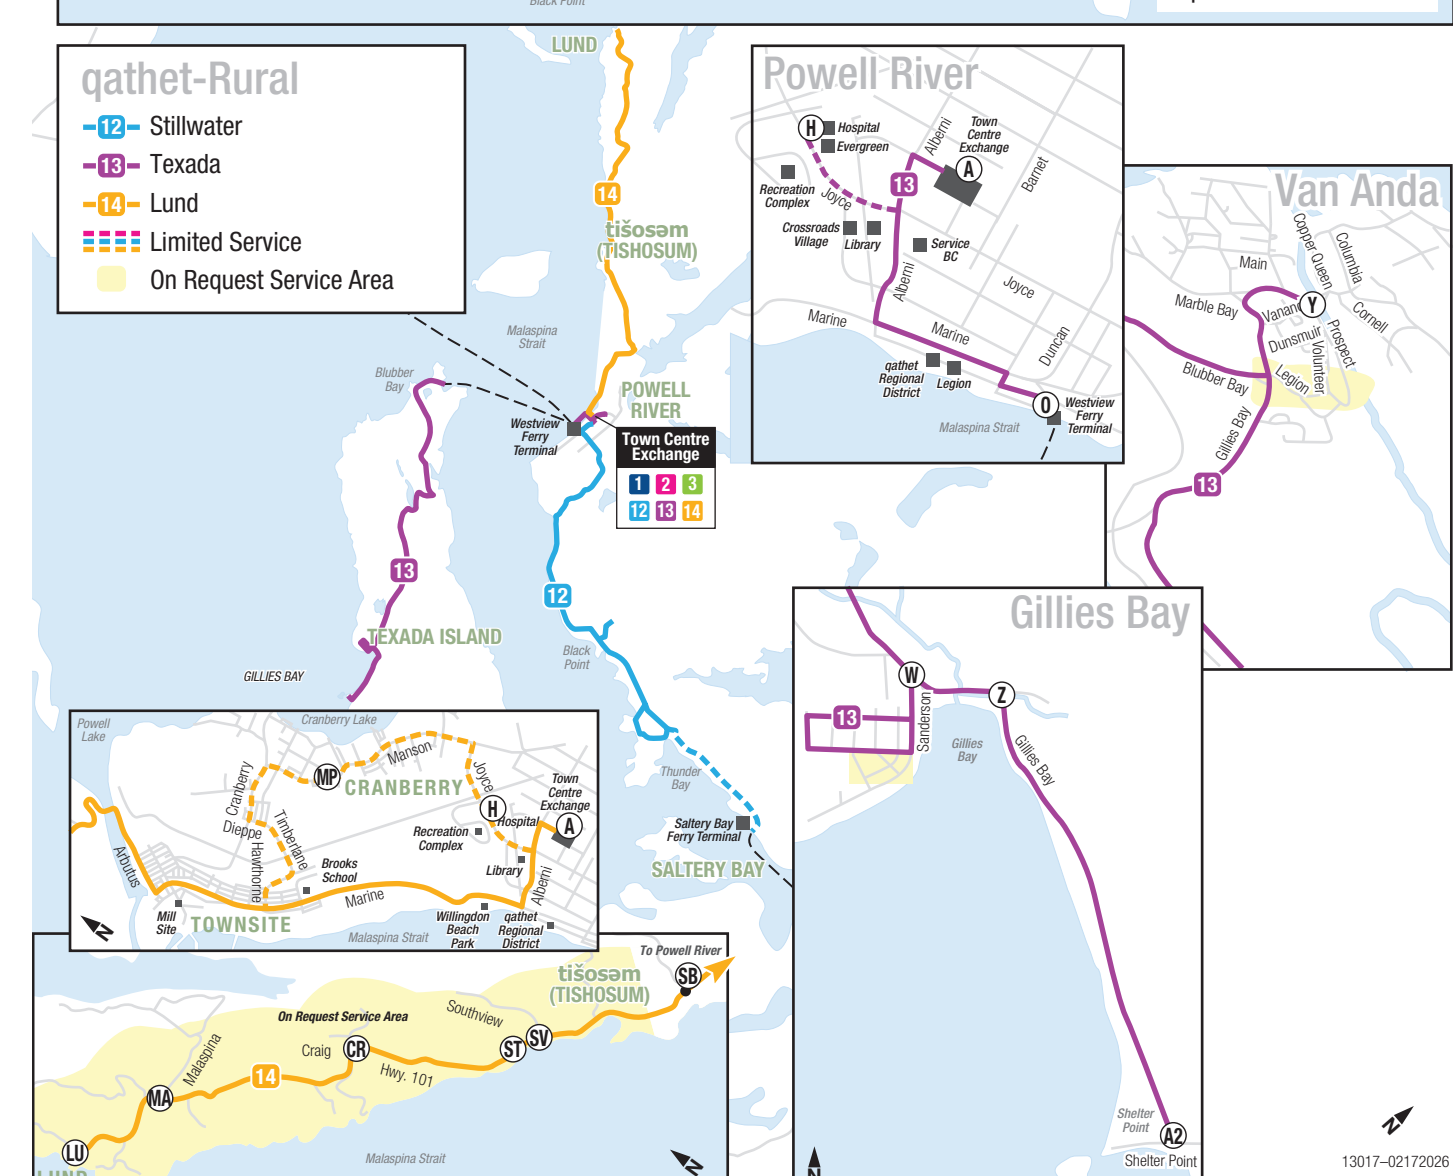 Black Point
LUND
qathet-Rural
12 Stillwater
13 Texada
14 Lund
Limited Service
On Request Service Area
14
tišosəm
(TISHOSUM)
Malaspina
Strait
Blubber
Bay
POWELL
RIVER
Westview
Ferry
Terminal
Town Centre
Exchange
1 2 3
12 13 14
13
12
TEXADA ISLAND
Black
Point
GILLIES BAY
Thunder
Bay
Saltery Bay
Ferry Terminal
SALTERY BAY
Powell River
H
Hospital
Evergreen
Alberni
Town
Centre
Exchange
A
13
Barnet
Recreation
Complex
Joyce
Crossroads
Village
Library
Service
BC
Alberni
Joyce
Marine
Marine
Duncan
qathet
Regional
District
Legion
O
Westview
Ferry
Terminal
Malaspina Strait
Van Anda
Copper Queen
Columbia
Main
Marble Bay
Vanand
Y
Cornell
Dunsmuir
Prospect
Volunteer
Blubber Bay
Legion
Gillies Bay
13
Gillies Bay
W
Z
13
Sanderson
Gillies
Bay
Gillies Bay
Shelter
Point
A2
Shelter Point
N
Powell
Lake
Cranberry Lake
Manson
MP
CRANBERRY
Cranberry
Joyce
Town
Centre
Exchange
H
Hospital
A
Dieppe
Timberlane
Recreation
Complex
Hawthorne
Arbutus
Brooks
School
Library
Alberni
Marine
Mill
Site
TOWNSITE
Willingdon
Beach
Park
qathet
Regional
District
Malaspina Strait
N
To Powell River
tišosəm
(TISHOSUM)
SB
On Request Service Area
Southview
SV
ST
Craig
CR
Hwy. 101
Malaspina
14
MA
LU
LUND
Malaspina Strait
N
N
13017–02172026